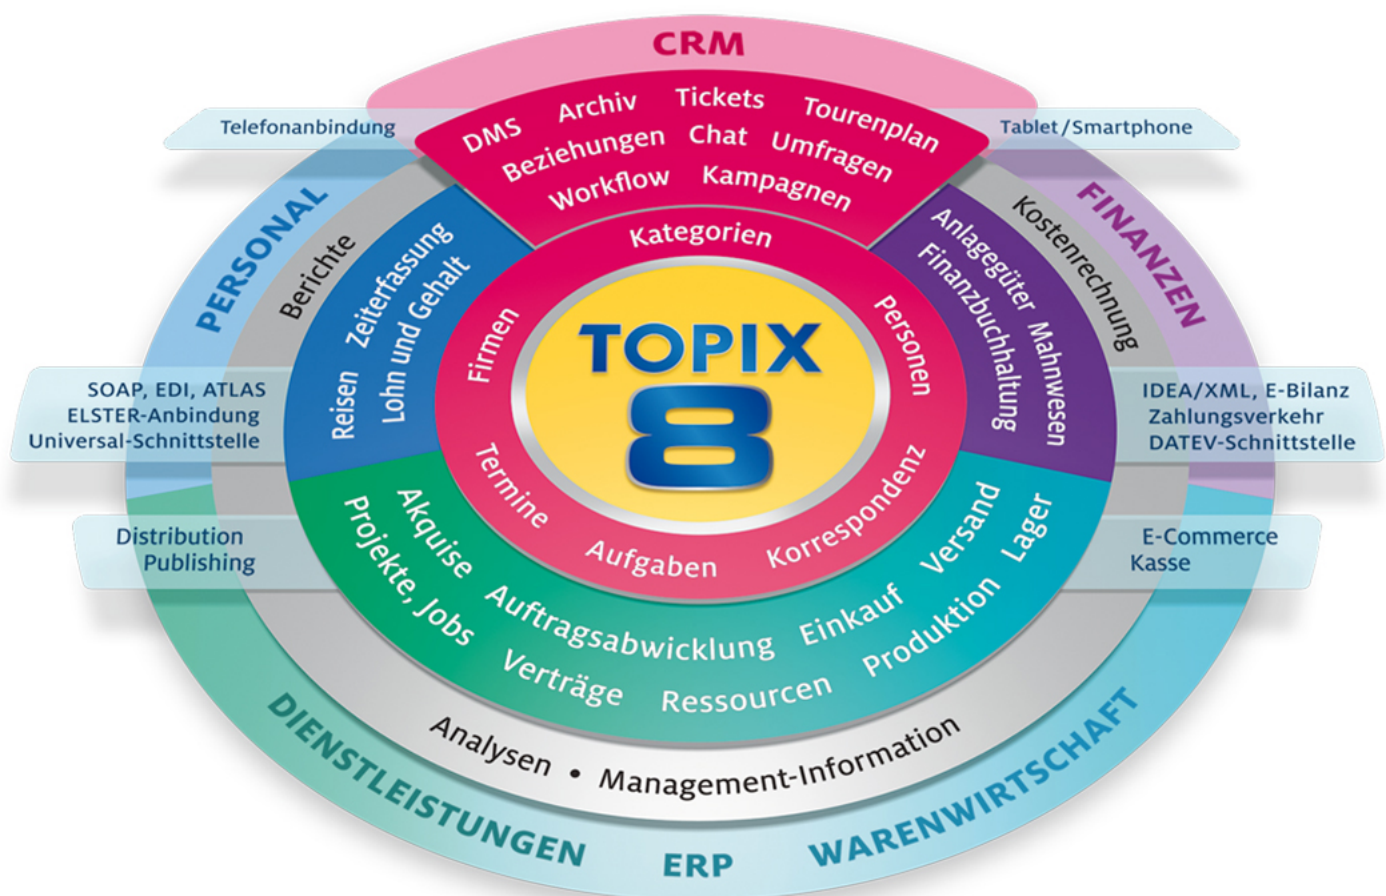 CRM
DMS Archiv Tickets Tourenplan
Beziehungen Chat Umfragen
Workflow Kampagnen
Telefonanbindung
Tablet/Smartphone
PERSONAL
Berichte
Reisen Zeiterfassung
Lohn und Gehalt
FINANZEN
Kostenrechnung
Anlagegüter Mahnwesen
Finanzbuchhaltung
Kategorien
Firmen
Personen
TOPIX
8
Termine
Aufgaben
Korrespondenz
SOAP, EDI, ATLAS
ELSTER-Anbindung
Universal-Schnittstelle
IDEA/XML, E-Bilanz
Zahlungsverkehr
DATEV-Schnittstelle
Distribution
Publishing
E-Commerce
Kasse
Akquise Auftragsabwicklung Einkauf Versand
Projekte, Jobs Verträge Ressourcen Produktion Lager
Analysen • Management-Information
DIENSTLEISTUNGEN
ERP
WARENWIRTSCHAFT